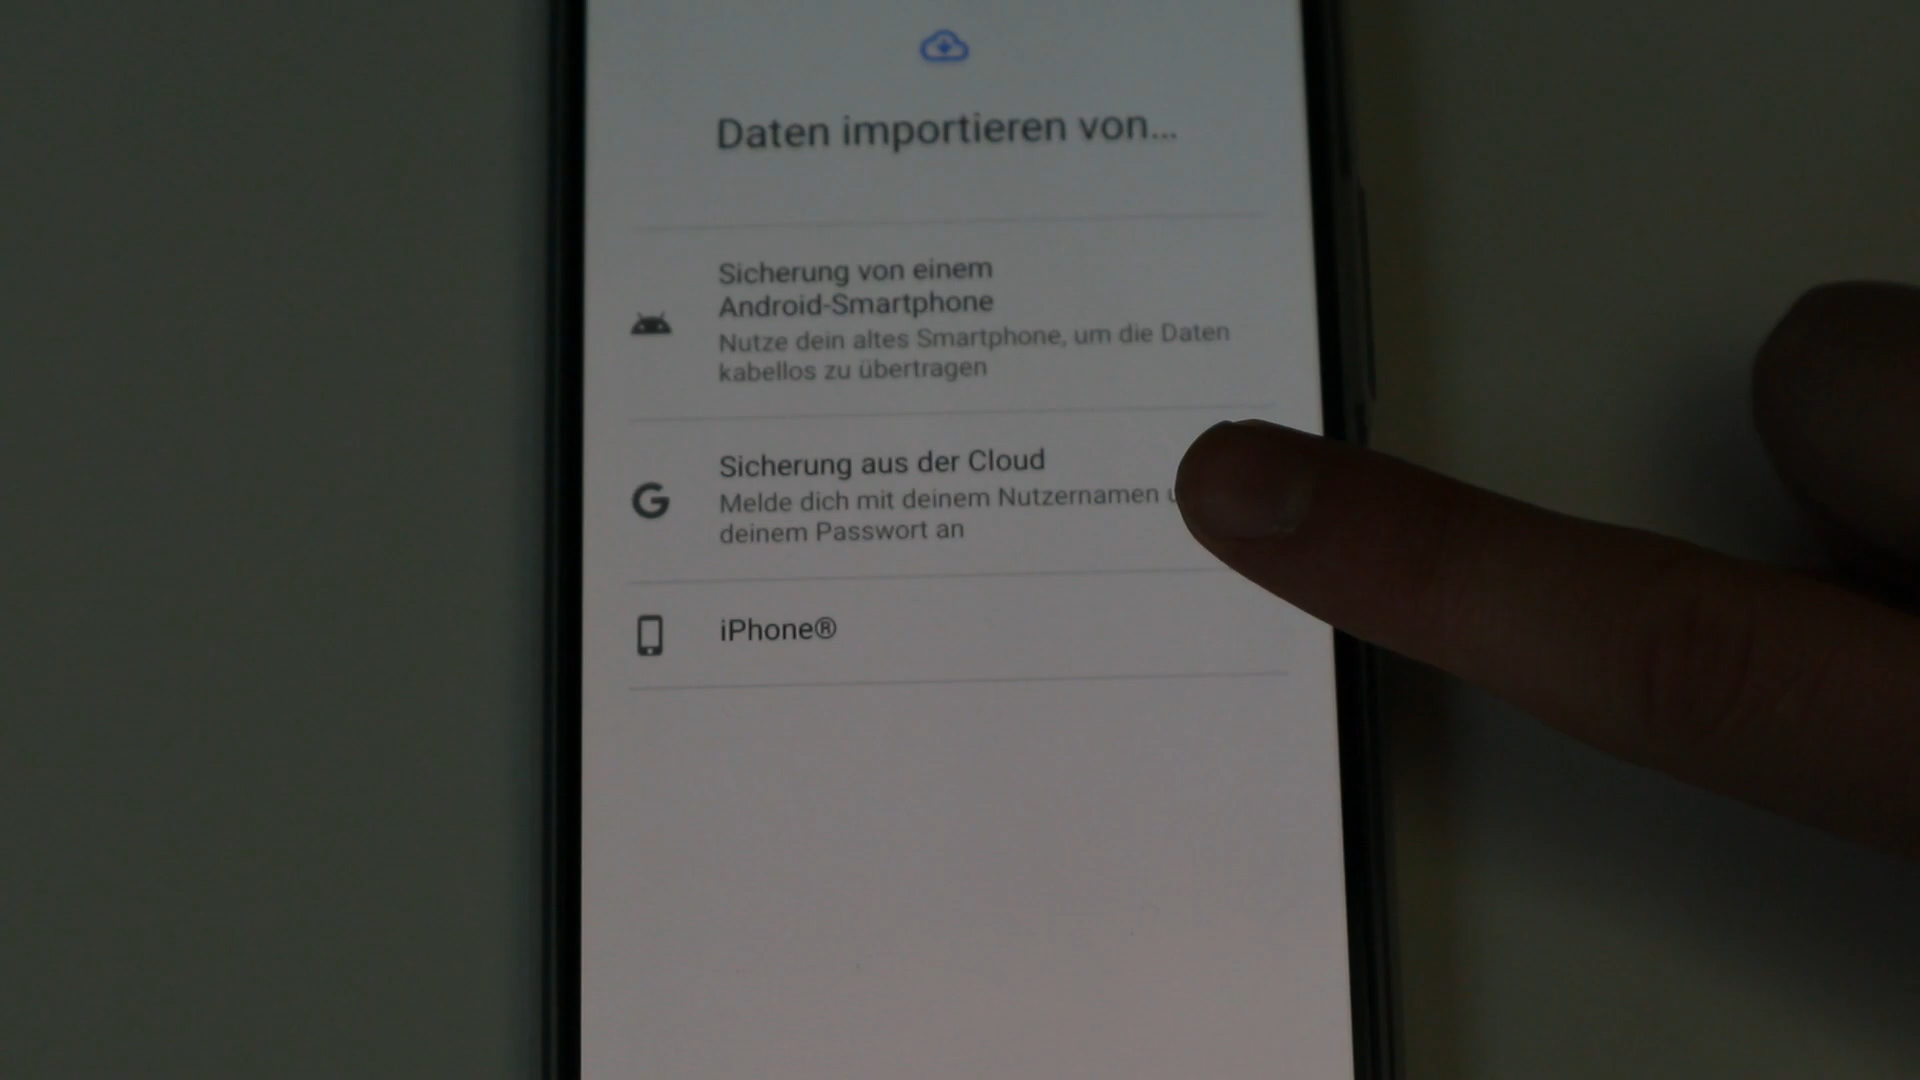 Daten importieren von...
Sicherung von einem
Android-Smartphone
Nutze dein altes Smartphone, um die Daten
kabellos zu übertragen
Sicherung aus der Cloud
Melde dich mit deinem Nutzernamen
deinem Passwort an
iPhone®